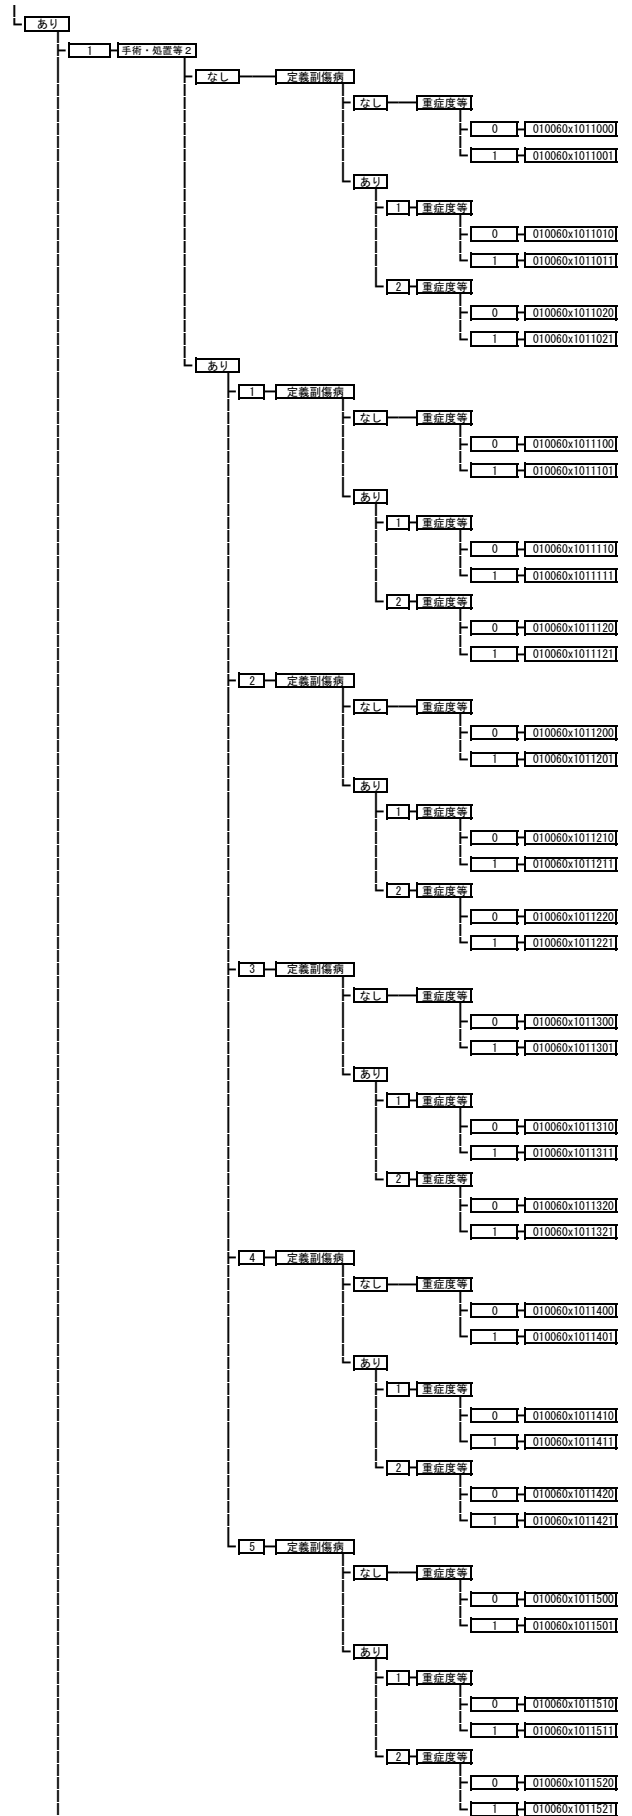 あり
1 手術・処置等2
なし 定義副傷病
なし 重症度等
0 010060x1011000
1 010060x1011001
あり
1 重症度等
0 010060x1011010
1 010060x1011011
2 重症度等
0 010060x1011020
1 010060x1011021
あり
1 定義副傷病
なし 重症度等
0 010060x1011100
1 010060x1011101
あり
1 重症度等
0 010060x1011110
1 010060x1011111
2 重症度等
0 010060x1011120
1 010060x1011121
2 定義副傷病
なし 重症度等
0 010060x1011200
1 010060x1011201
あり
1 重症度等
0 010060x1011210
1 010060x1011211
2 重症度等
0 010060x1011220
1 010060x1011221
3 定義副傷病
なし 重症度等
0 010060x1011300
1 010060x1011301
あり
1 重症度等
0 010060x1011310
1 010060x1011311
2 重症度等
0 010060x1011320
1 010060x1011321
4 定義副傷病
なし 重症度等
0 010060x1011400
1 010060x1011401
あり
1 重症度等
0 010060x1011410
1 010060x1011411
2 重症度等
0 010060x1011420
1 010060x1011421
5 定義副傷病
なし 重症度等
0 010060x1011500
1 010060x1011501
あり
1 重症度等
0 010060x1011510
1 010060x1011511
2 重症度等
0 010060x1011520
1 010060x1011521